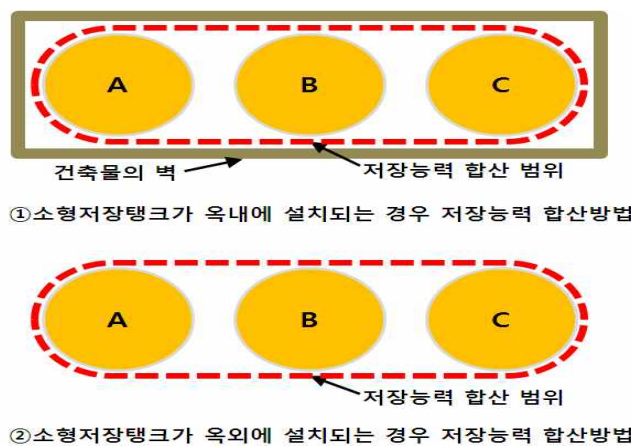 A B C
건축물의 벽 저장능력 합산 범위
①소형저장탱크가 옥내에 설치되는 경우 저장능력 합산방법
A B C
저장능력 합산 범위
②소형저장탱크가 옥외에 설치되는 경우 저장능력 합산방법